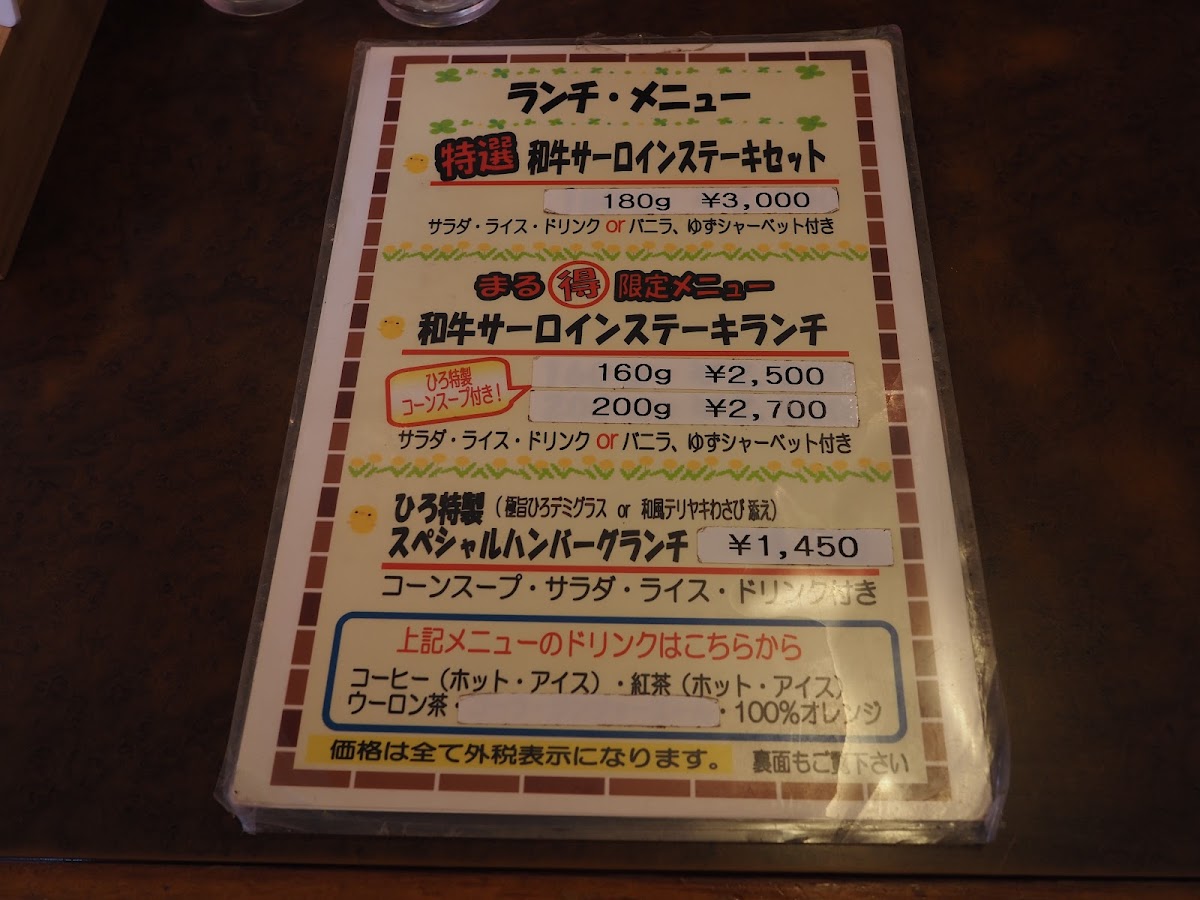 ランチ・メニュー
特選 和牛サーロインステーキセット
180g ¥3,000
サラダ・ライス・ドリンク or バニラ、ゆずシャーベット付き
まる得限定メニュー
和牛サーロインステーキランチ
ひろ特製
コーンスープ付き!
160g ¥2,500
200g ¥2,700
サラダ・ライス・ドリンク or バニラ、ゆずシャーベット付き
ひろ特製(極旨ひろデミグラス or 和風テリヤキわさび添え)
スペシャルハンバーグランチ ¥1,450
コーンスープ・サラダ・ライス・ドリンク付き
上記メニューのドリンクはこちらから
コーヒー(ホット・アイス)・紅茶(ホット・アイス)
ウーロン茶・ ・100%オレンジ
価格は全て外税表示になります。 裏面もご覧下さい